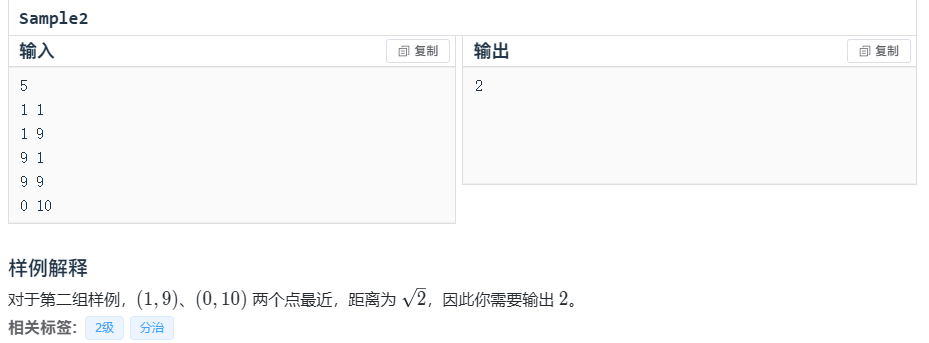 Sample2
输入 复制 输出 复制
5 2
1 1
1 9
9 1
9 9
0 10
样例解释
对于第二组样例，(1, 9)、(0, 10) 两个点最近，距离为 √2，因此你需要输出 2。
相关标签: 2级 分治